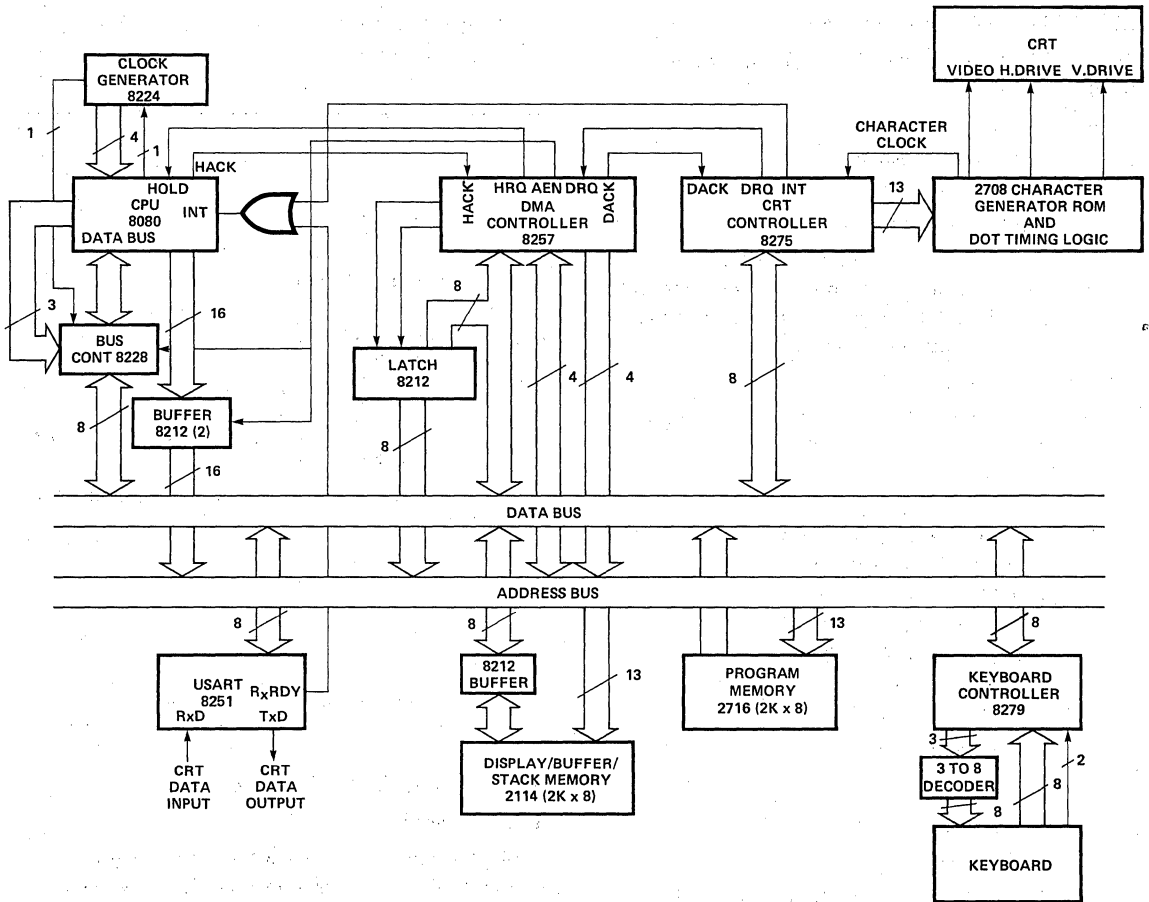 CLOCK
GENERATOR
8224
1
4
1
HACK
HOLD
CPU
8080
INT
DATA BUS
3
16
BUS
CONT 8228
8
BUFFER
8212 (2)
16
HACK
HRQ AEN DRQ
DACK
DMA
CONTROLLER
8257
8
LATCH
8212
8
4
4
DACK DRQ INT
CRT
CONTROLLER
8275
8
CHARACTER
CLOCK
13
CRT
VIDEO H.DRIVE V.DRIVE
2708 CHARACTER
GENERATOR ROM
AND
DOT TIMING LOGIC
DATA BUS
ADDRESS BUS
8
USART
8251
RxRDY
RxD
TxD
CRT
DATA
INPUT
CRT
DATA
OUTPUT
8
8212
BUFFER
13
DISPLAY/BUFFER/
STACK MEMORY
2114 (2K x 8)
13
PROGRAM
MEMORY
2716 (2K x 8)
8
KEYBOARD
CONTROLLER
8279
3
3 TO 8
DECODER
8
8
2
KEYBOARD